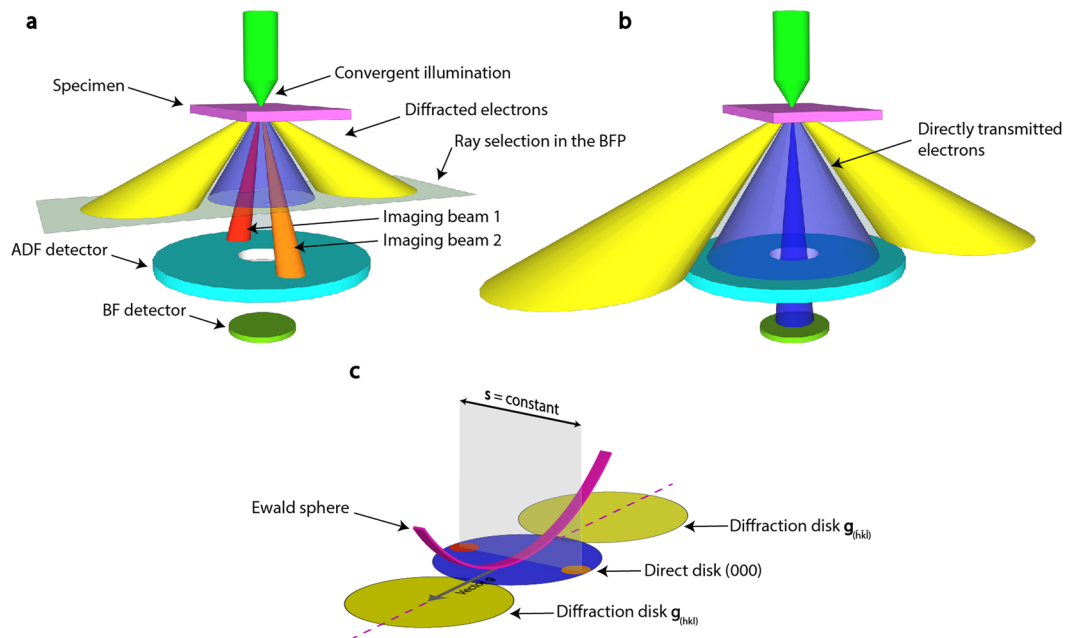 a
Convergent illumination
Specimen
Diffracted electrons
Ray selection in the BFP
Imaging beam 1
Imaging beam 2
ADF detector
BF detector
b
Directly transmitted
electrons
c
s = constant
Ewald sphere
Diffraction disk g(hkl)
Vector g
Direct disk (000)
Diffraction disk g(hkl)